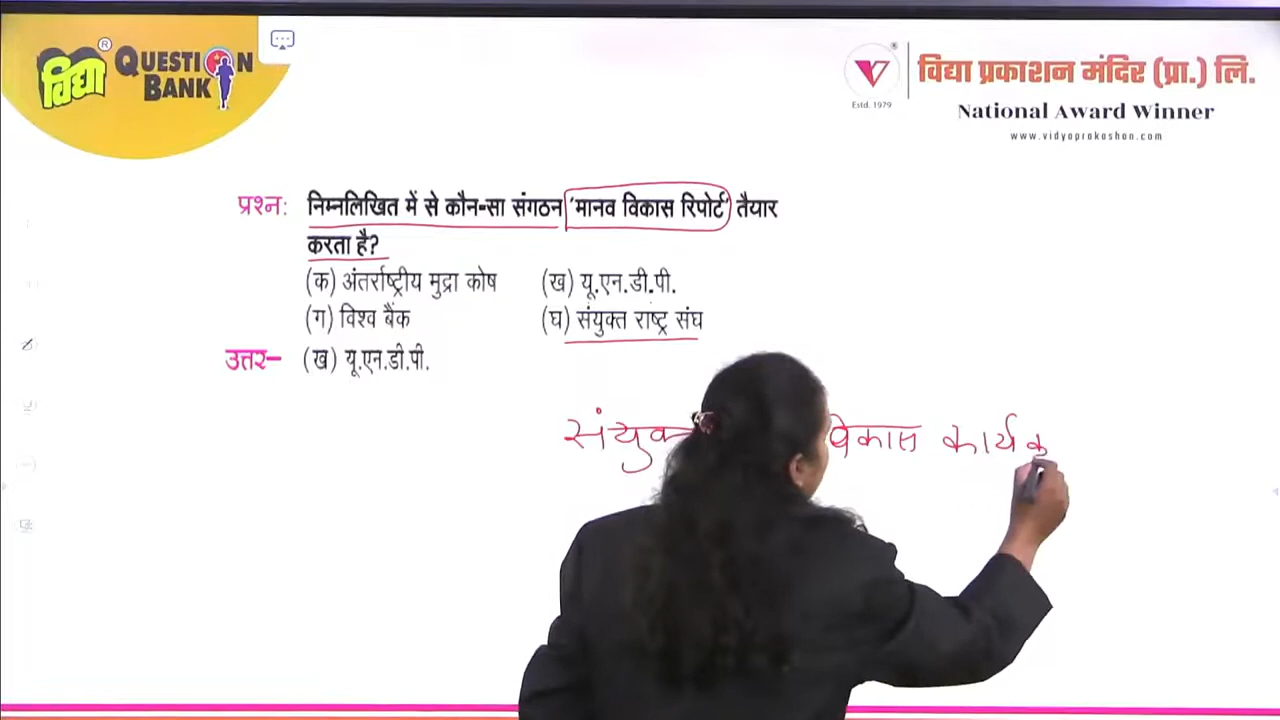 विद्या
QUESTION
BANK
Estd. 1979
विद्या प्रकाशन मंदिर (प्रा.) लि.
National Award Winner
www.vidyaprakashan.com
प्रश्न: निम्नलिखित में से कौन-सा संगठन 'मानव विकास रिपोर्ट' तैयार
करता है?
(क) अंतर्राष्ट्रीय मुद्रा कोष (ख) यू.एन.डी.पी.
(ग) विश्व बैंक (घ) संयुक्त राष्ट्र संघ
उत्तर– (ख) यू.एन.डी.पी.
विकास कार्य